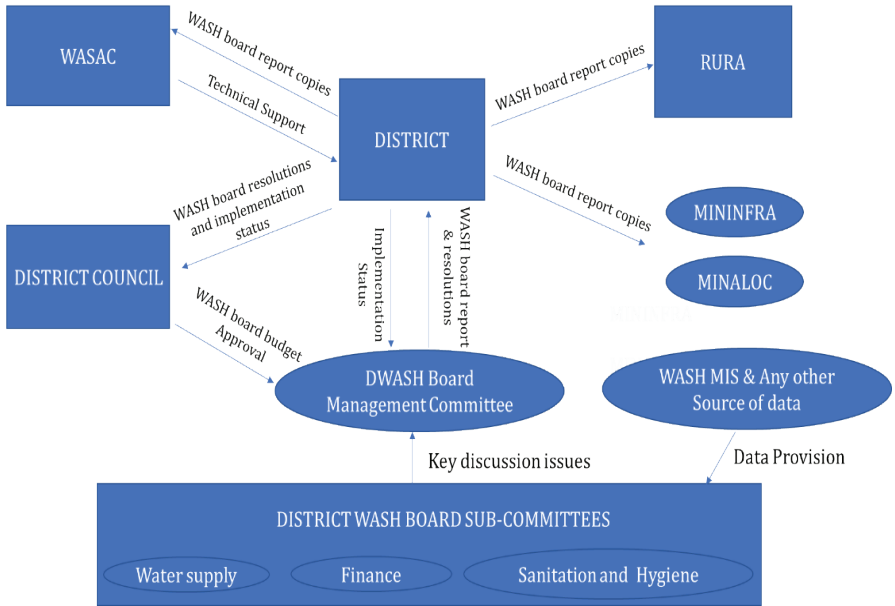 WASAC
WASH board report copies
Technical Support
DISTRICT
WASH board report copies
RURA
WASH board report copies
MININFRA
MINALOC
WASH board resolutions
and implementation
status
DISTRICT COUNCIL
WASH board budget
Approval
Implementation
Status
WASH board report
& resolutions
DWASH Board
Management Committee
WASH MIS & Any other
Source of data
Key discussion issues
Data Provision
DISTRICT WASH BOARD SUB-COMMITTEES
Water supply
Finance
Sanitation and Hygiene